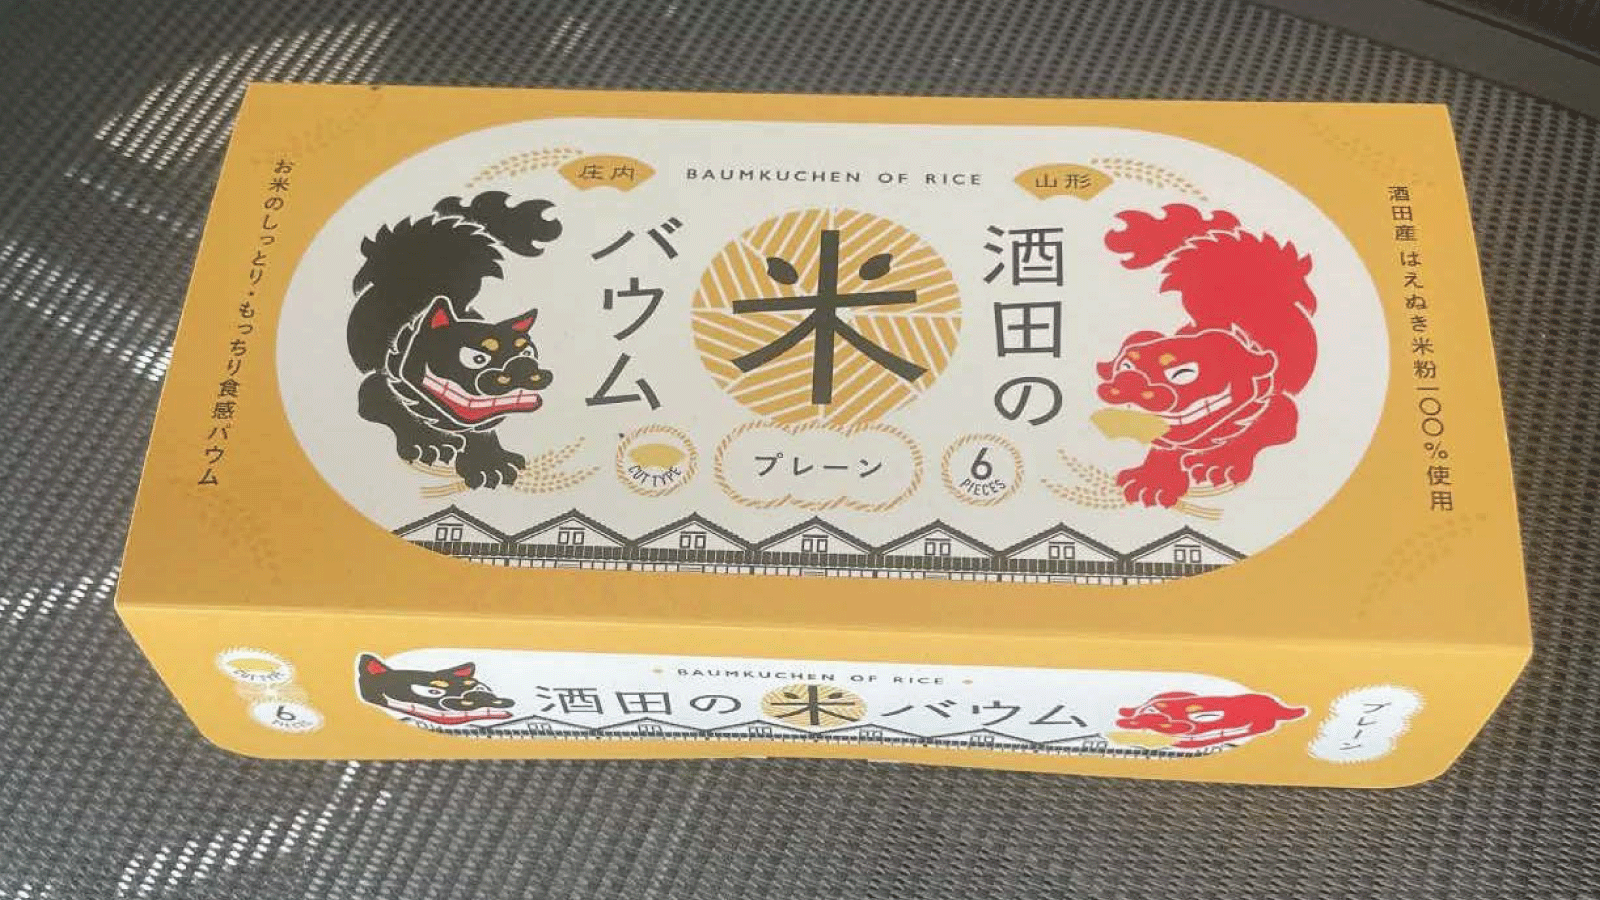 庄内
BAUMKUCHEN OF RICE
山形
酒田の
米
バウム
CUT TYPE
プレーン
6
PIECES
酒田産 はえぬき米粉一〇〇%使用
お米のしっとり・もっちり食感バウム
CUT TYPE
6
PIECES
BAUMKUCHEN OF RICE
酒田の米バウム
プレーン